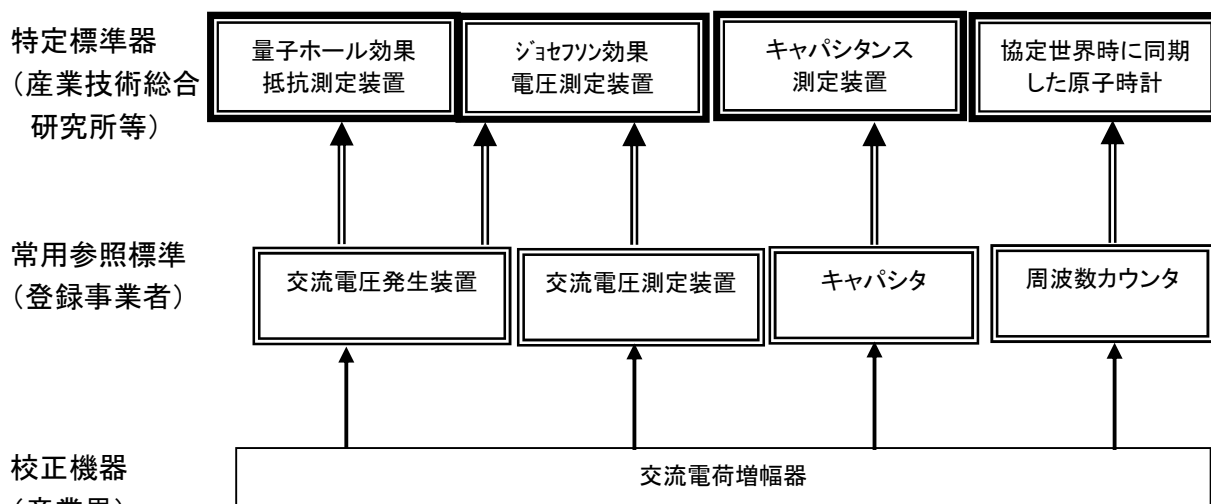 特定標準器
（産業技術総合
研究所等）
量子ホール効果
抵抗測定装置
ｼﾞｮｾﾌｿﾝ効果
電圧測定装置
キャパシタンス
測定装置
協定世界時に同期
した原子時計
常用参照標準
（登録事業者）
交流電圧発生装置
交流電圧測定装置
キャパシタ
周波数カウンタ
校正機器
交流電荷増幅器